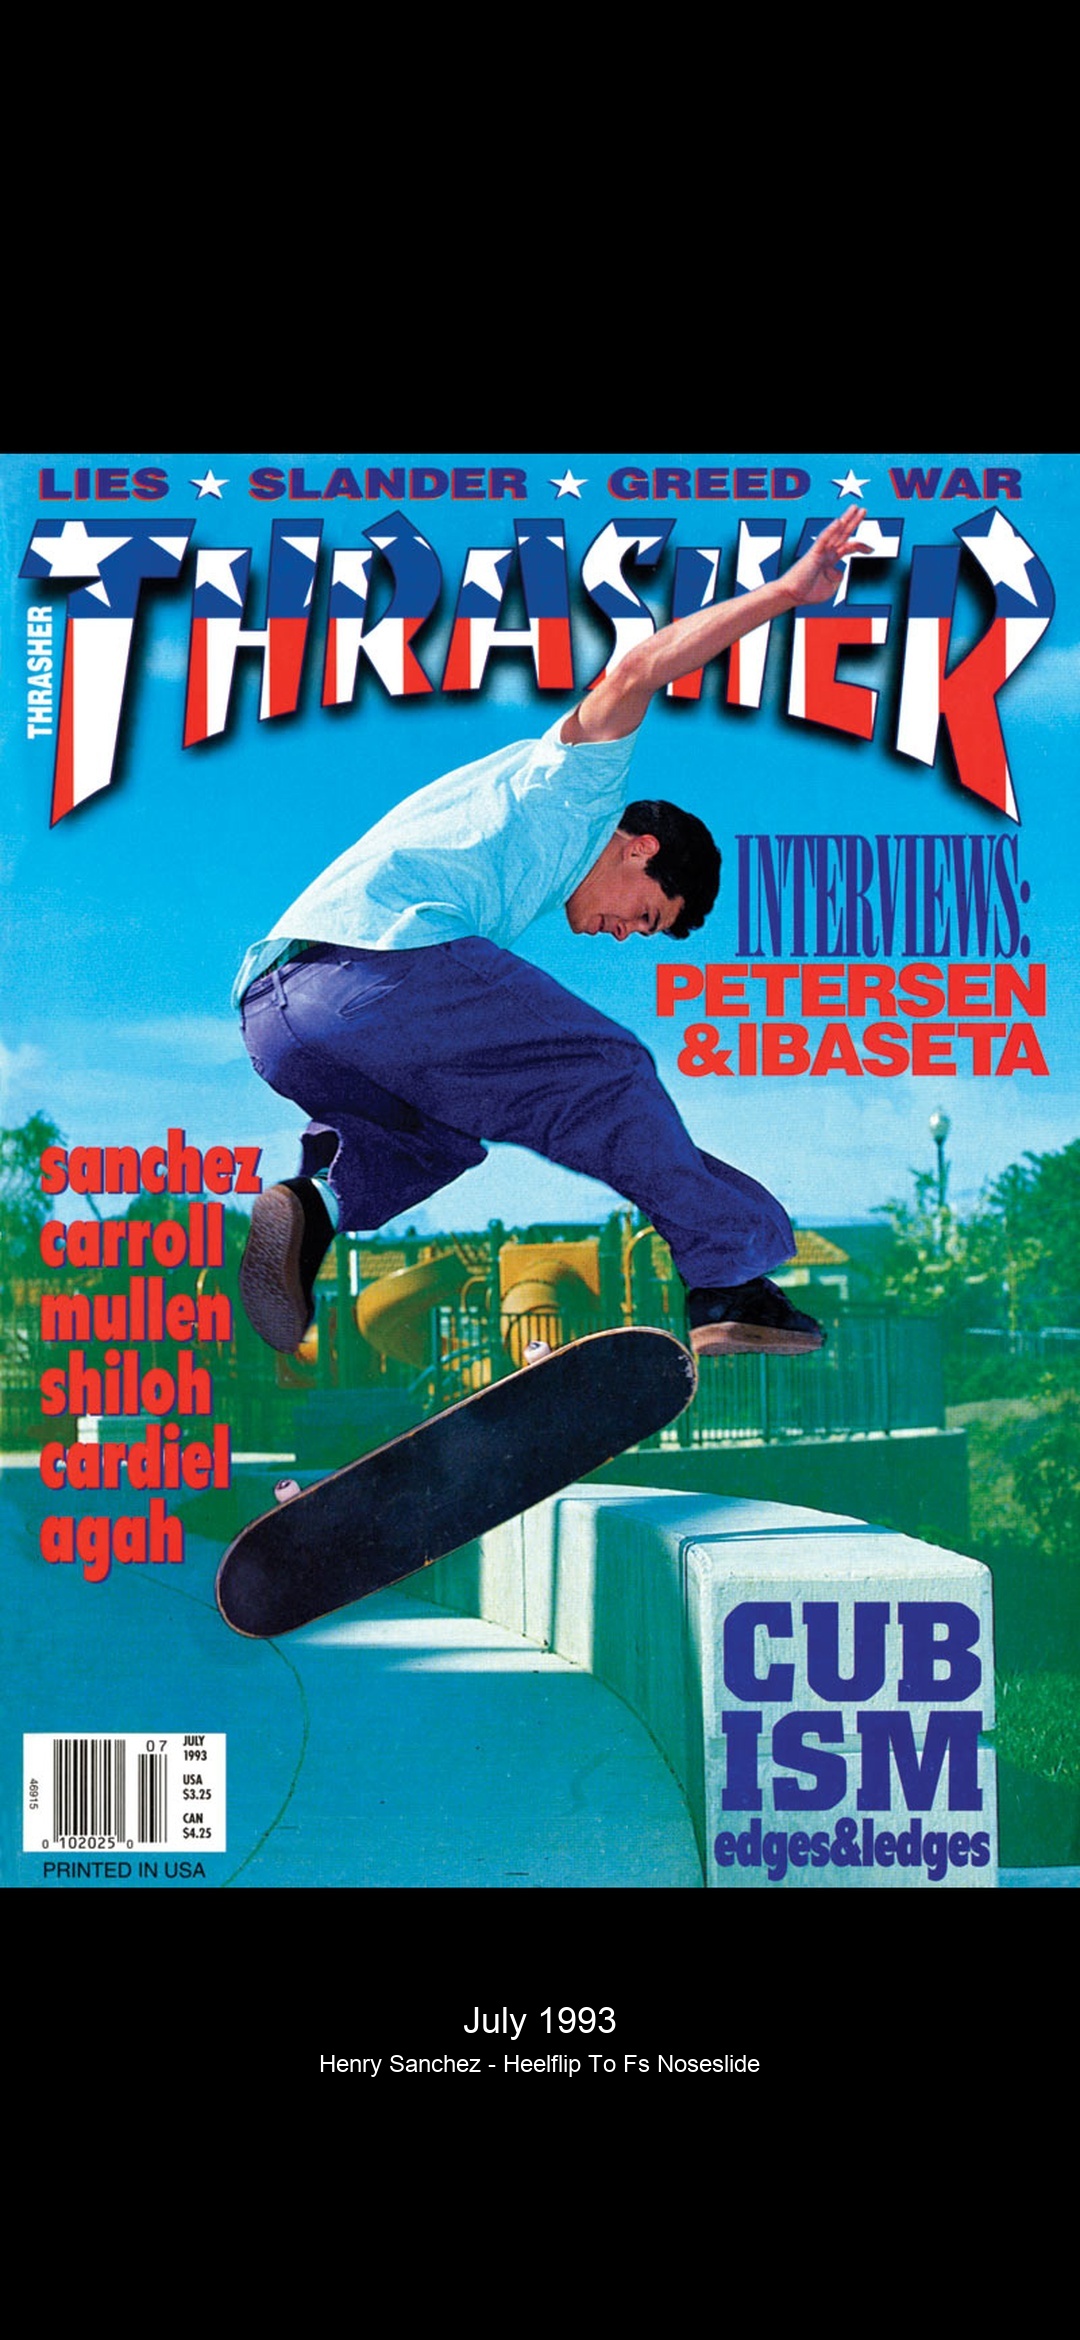 LIES ★ SLANDER ★ GREED ★ WAR
THRASHER
THRASHER
INTERVIEWS:
PETERSEN
&IBASETA
sanchez
carroll
mullen
shiloh
cardiel
agah
CUB
ISM
edges&ledges
07
JULY
1993
USA
$3.25
CAN
$4.25
46915
0 102025 0
PRINTED IN USA
July 1993
Henry Sanchez - Heelflip To Fs Noseslide